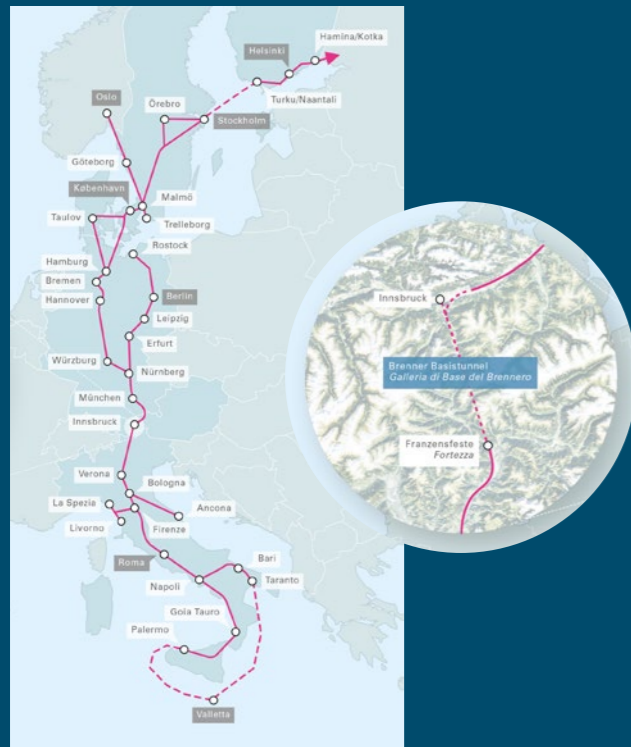 Hamina/Kotka
Helsinki
Turku/Naantali
Oslo
Örebro
Stockholm
Göteborg
København
Malmö
Taulov
Trelleborg
Rostock
Hamburg
Bremen
Berlin
Hannover
Leipzig
Erfurt
Würzburg
Nürnberg
München
Innsbruck
Verona
Bologna
La Spezia
Ancona
Livorno
Firenze
Roma
Bari
Napoli
Taranto
Goia Tauro
Palermo
Valletta
Innsbruck
Brenner Basistunnel
Galleria di Base del Brennero
Franzensfeste
Fortezza